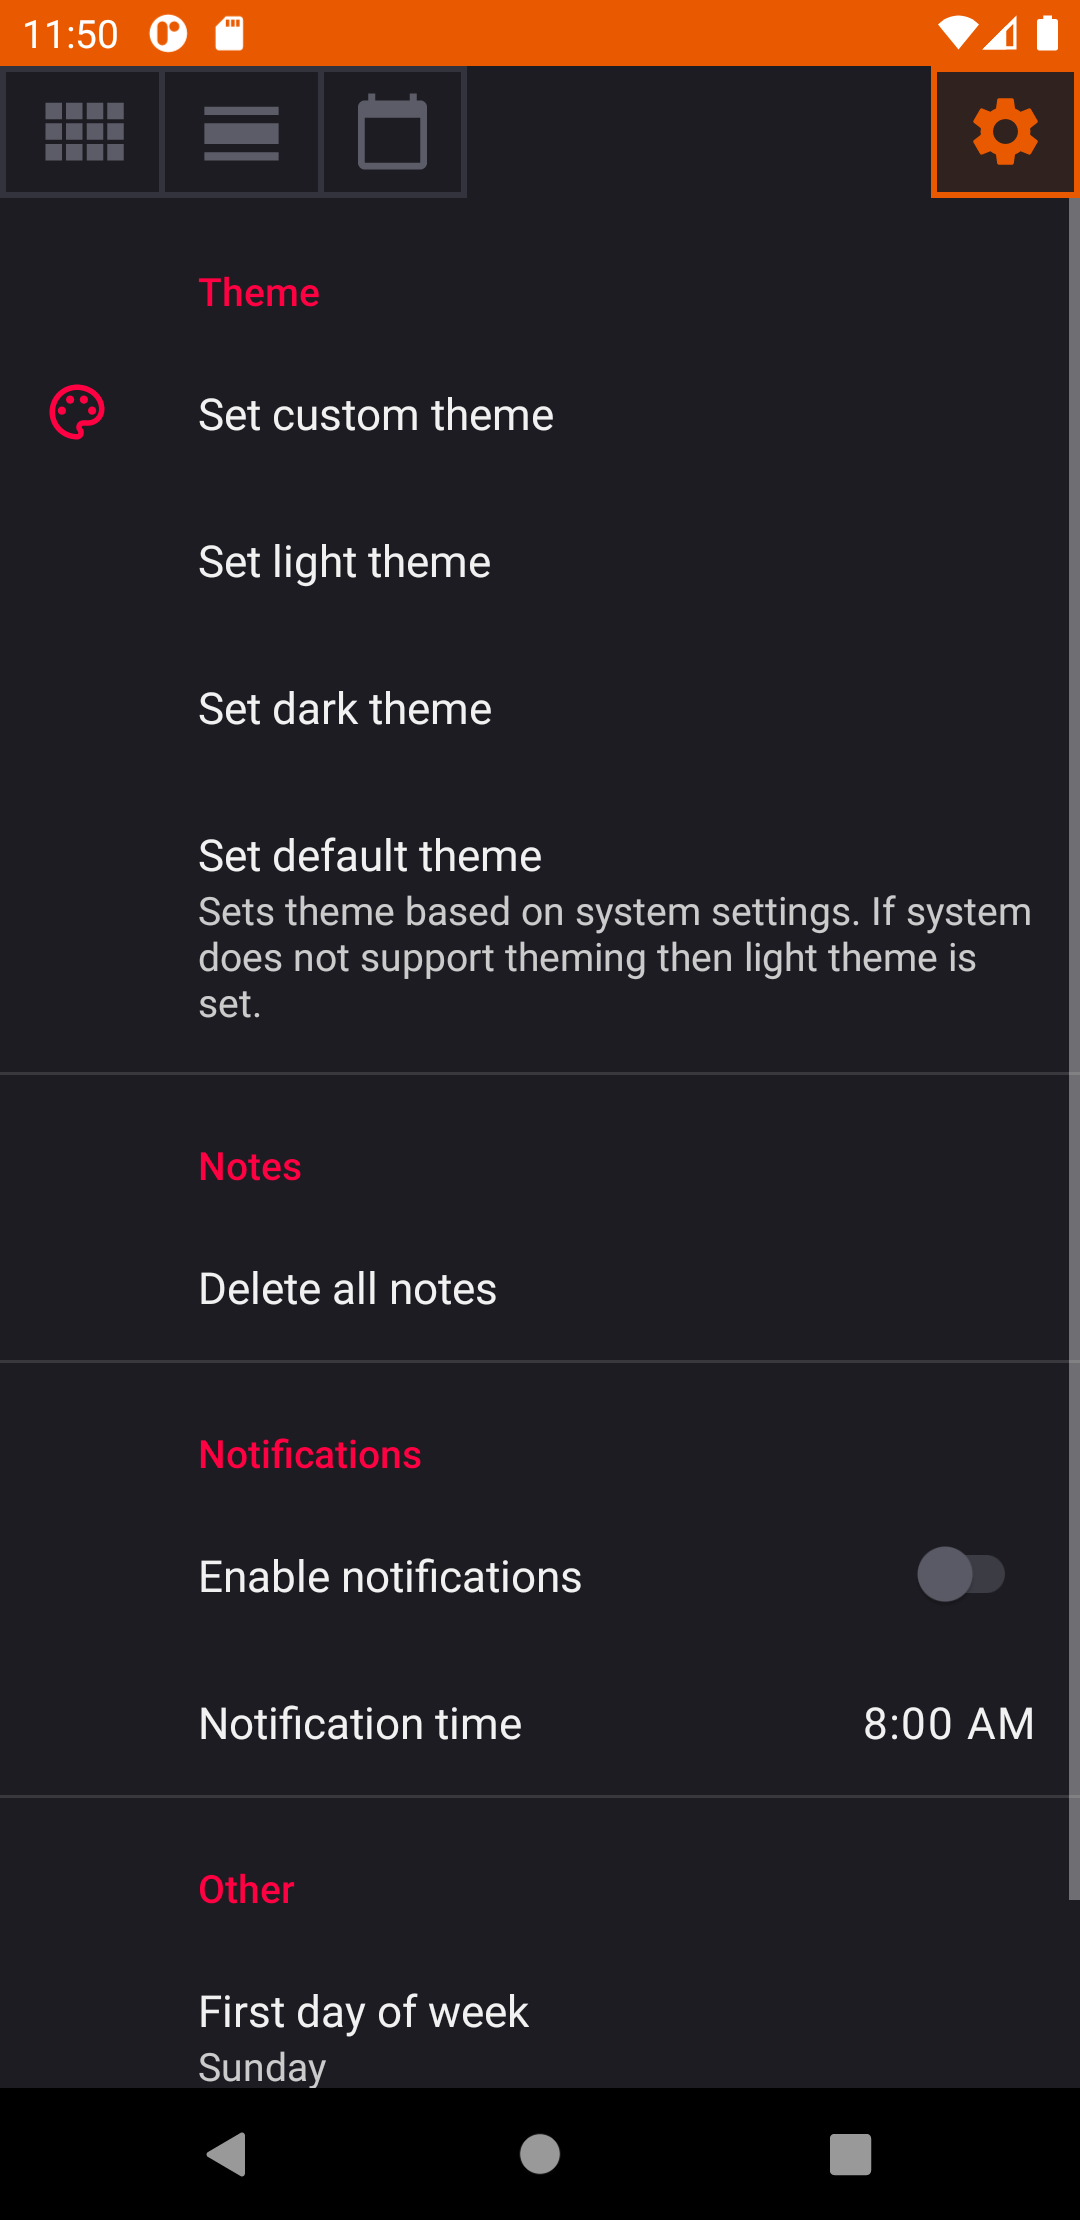 11:50
Theme
Set custom theme
Set light theme
Set dark theme
Set default theme
Sets theme based on system settings. If system
does not support theming then light theme is
set.
Notes
Delete all notes
Notifications
Enable notifications
Notification time 8:00 AM
Other
First day of week
Sunday